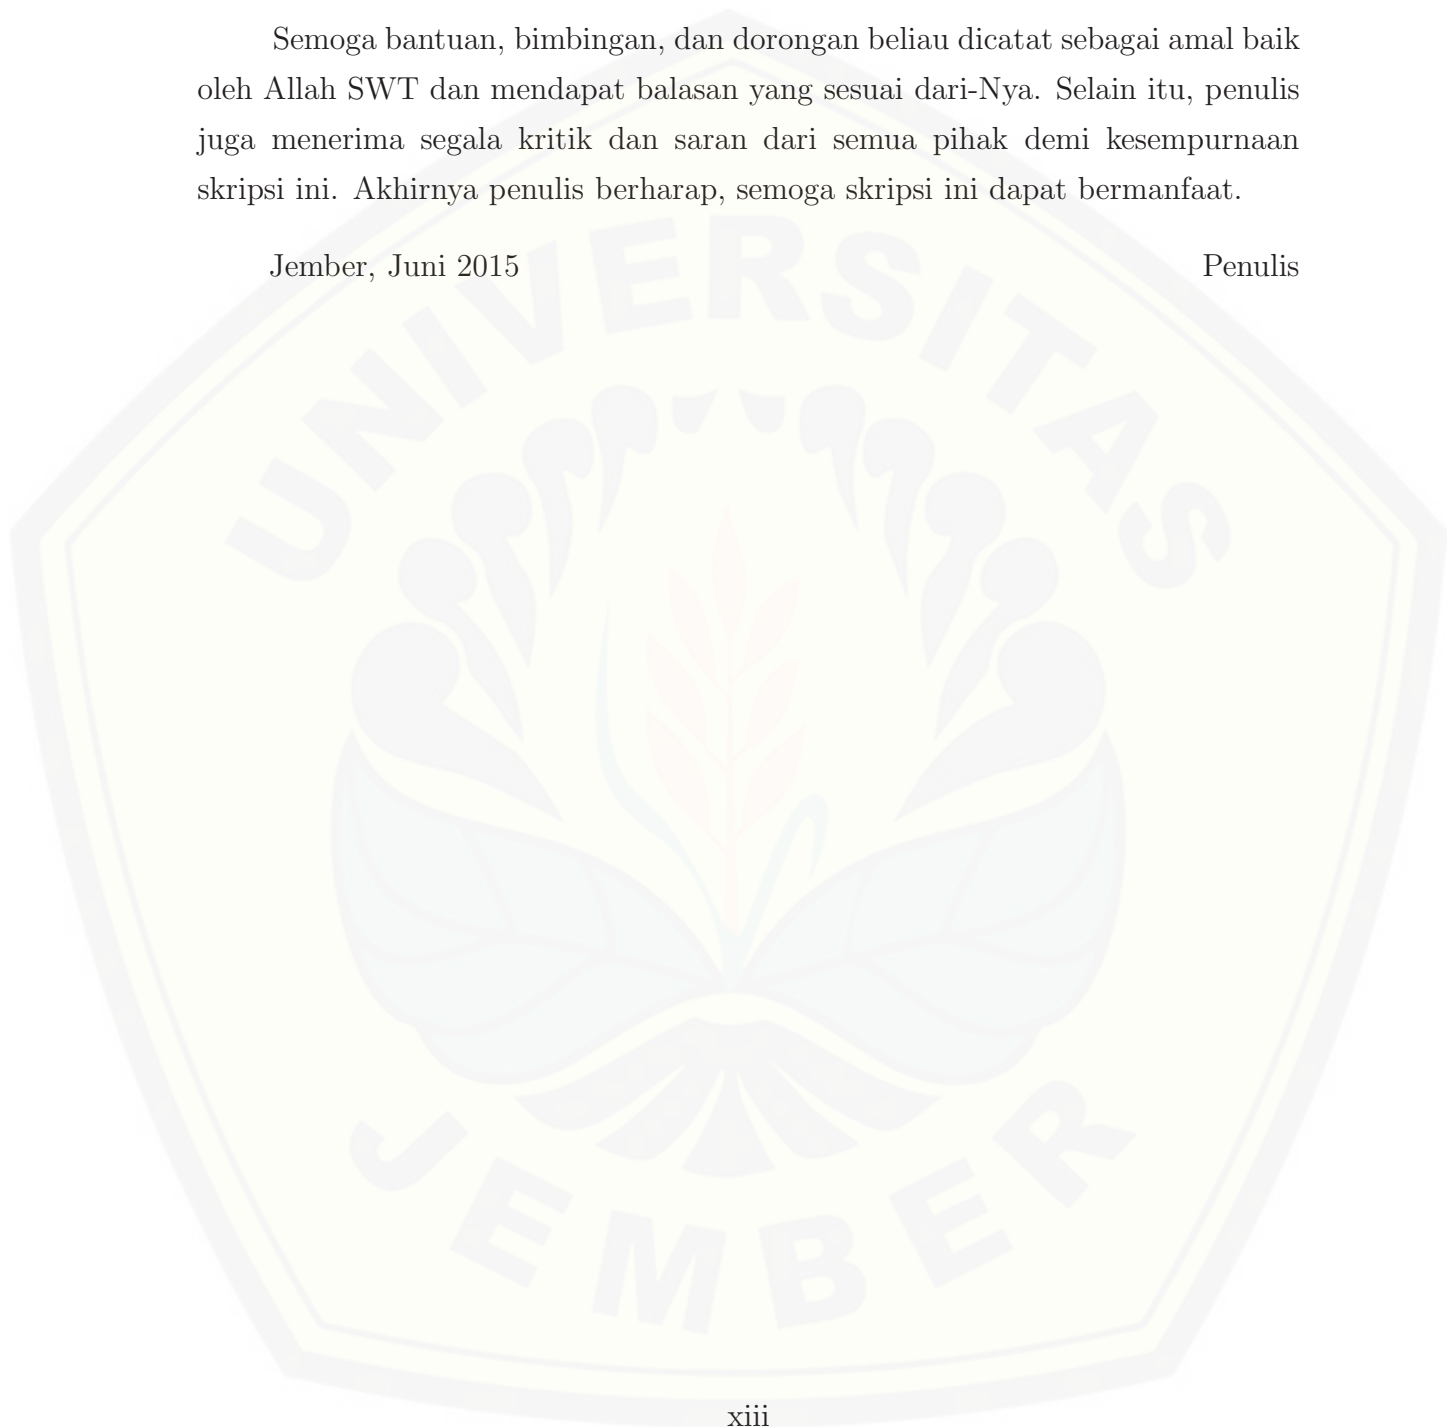 Semoga bantuan, bimbingan, dan dorongan beliau dicatat sebagai amal baik
oleh Allah SWT dan mendapat balasan yang sesuai dari-Nya. Selain itu, penulis
juga menerima segala kritik dan saran dari semua pihak demi kesempurnaan
skripsi ini. Akhirnya penulis berharap, semoga skripsi ini dapat bermanfaat.
Jember, Juni 2015 Penulis
UNIVERSITAS
JEMBER
xiii